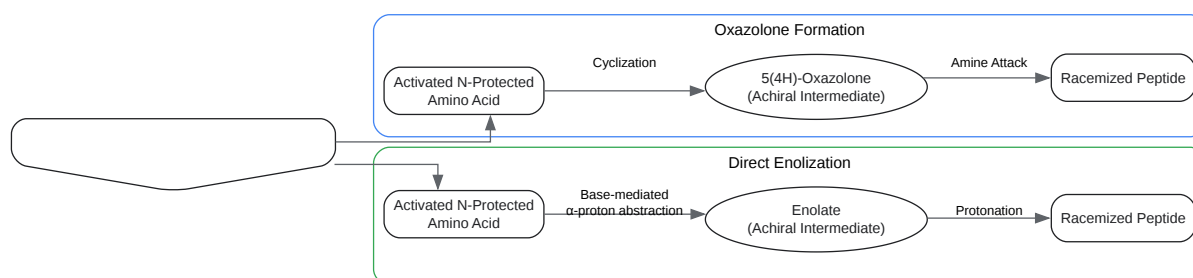 Oxazolone Formation
Activated N-Protected
Amino Acid
Cyclization
5(4H)-Oxazolone
(Achiral Intermediate)
Amine Attack
Racemized Peptide
Direct Enolization
Activated N-Protected
Amino Acid
Base-mediated
α-proton abstraction
Enolate
(Achiral Intermediate)
Protonation
Racemized Peptide